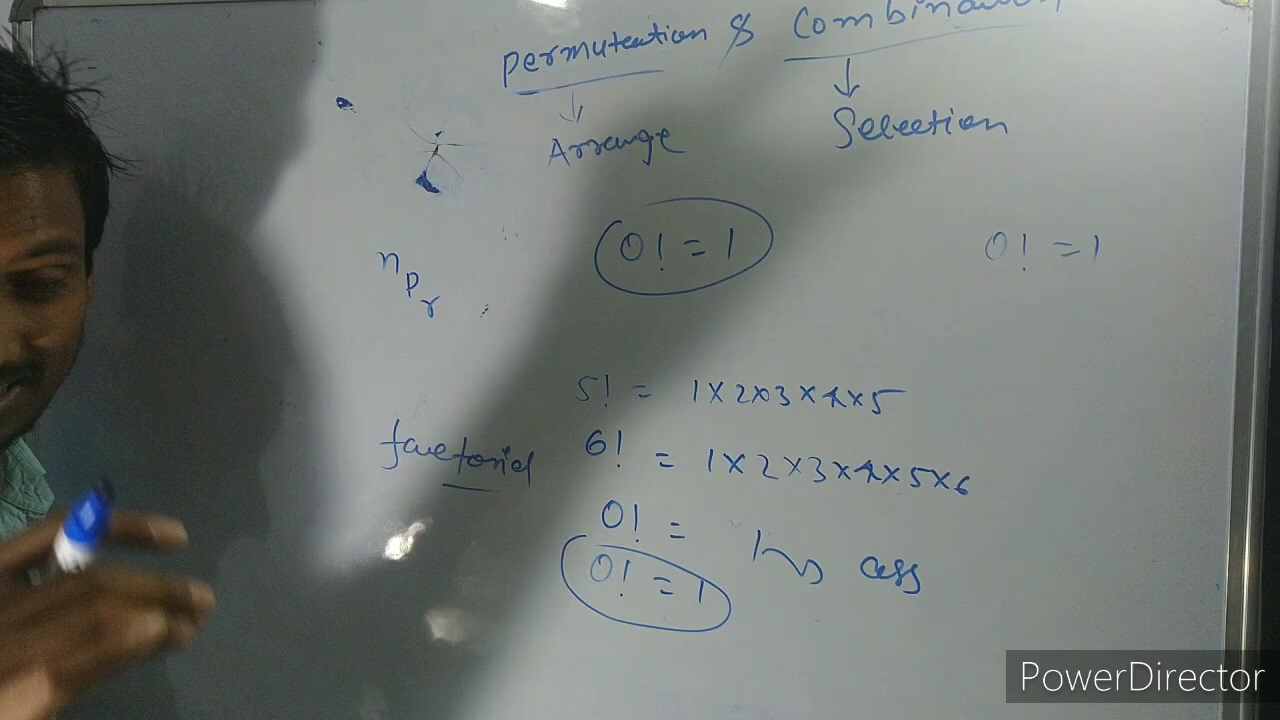 Permutation & Combination
Arrange
Selection
nPr
0! = 1
0! = 1
5! = 1×2×3×4×5
factorial
6! = 1×2×3×4×5×6
0! =
0! = 1
PowerDirector